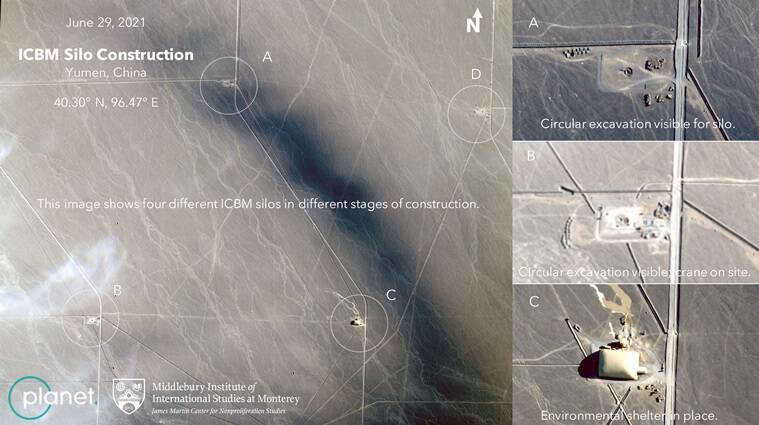 June 29, 2021
N
ICBM Silo Construction
Yumen, China
40.30° N, 96.47° E
A
D
This image shows four different ICBM silos in different stages of construction.
B
C
planet.
Middlebury Institute of
International Studies at Monterey
James Martin Center for Nonproliferation Studies
A
Circular excavation visible for silo.
B
Circular excavation visible; crane on site.
C
Environmental shelter in place.